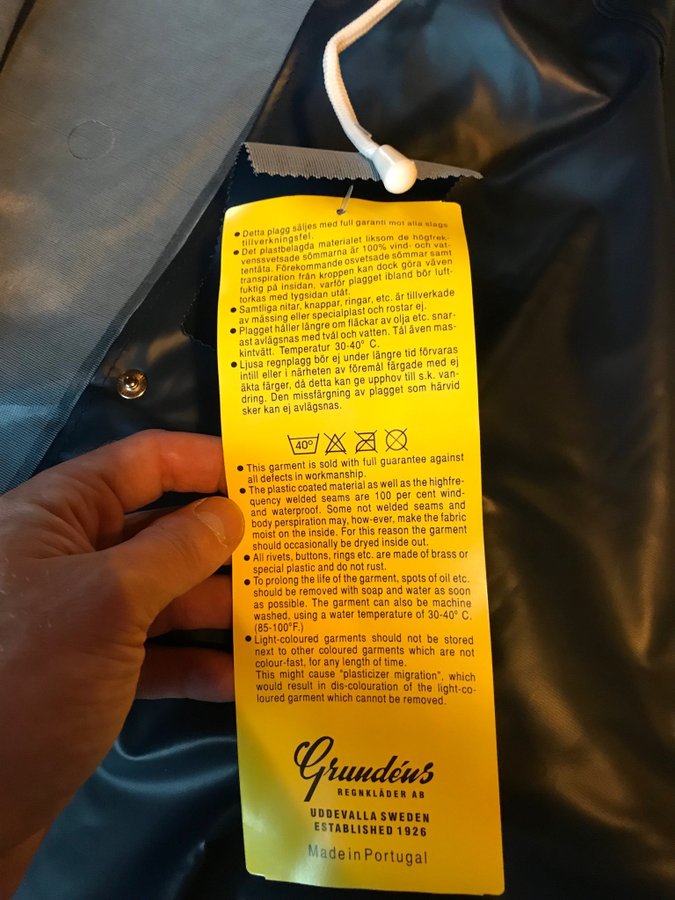 ● Detta plagg säljes med full garanti mot alla slags
tillverkningsfel.
● Det plastbelagda materialet liksom de högfrek-
venssvetsade sömmarna är 100% vind- och vat-
tentäta. Förekommande osvetsade sömmar samt
transpiration från kroppen kan dock göra väven
fuktig på insidan, varför plagget ibland bör luft-
torkas med tygsidan utåt.
● Samtliga nitar, knappar, ringar, etc. är tillverkade
av mässing eller specialplast och rostar ej.
● Plagget håller längre om fläckar av olja etc. snar-
ast avlägsnas med tvål och vatten. Tål även mas-
kintvätt. Temperatur 30-40° C.
● Ljusa regnplagg bör ej under längre tid förvaras
intill eller i närheten av föremål färgade med ej
äkta färger, då detta kan ge upphov till s.k. van-
dring. Den missfärgning av plagget som härvid
sker kan ej avlägsnas.
40°
● This garment is sold with full guarantee against
all defects in workmanship.
● The plastic coated material as well as the highfre-
quency welded seams are 100 per cent wind-
and waterproof. Some not welded seams and
body perspiration may, how-ever, make the fabric
moist on the inside. For this reason the garment
should occasionally be dryed inside out.
● All rivets, buttons, rings etc. are made of brass or
special plastic and do not rust.
● To prolong the life of the garment, spots of oil etc.
should be removed with soap and water as soon
as possible. The garment can also be machine
washed, using a water temperature of 30-40° C.
(85-100°F.)
● Light-coloured garments should not be stored
next to other coloured garments which are not
colour-fast, for any length of time.
This might cause "plasticizer migration", which
would result in dis-colouration of the light-co-
loured garment which cannot be removed.
Grundéns
REGNKLÄDER AB
UDDEVALLA SWEDEN
ESTABLISHED 1926
Made in Portugal